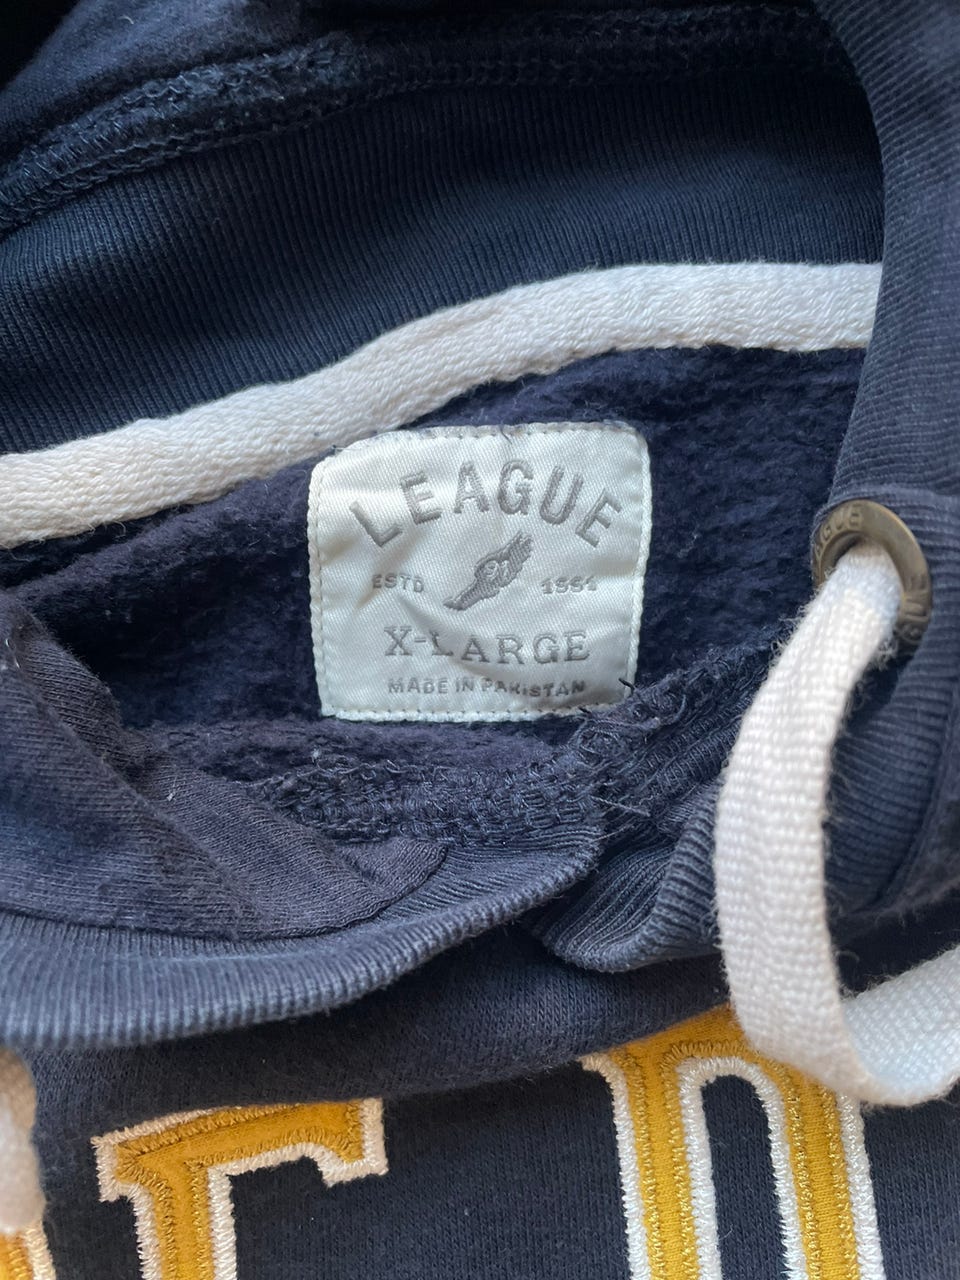 LEAGUE
ESTD 1991
X-LARGE
MADE IN PAKISTAN